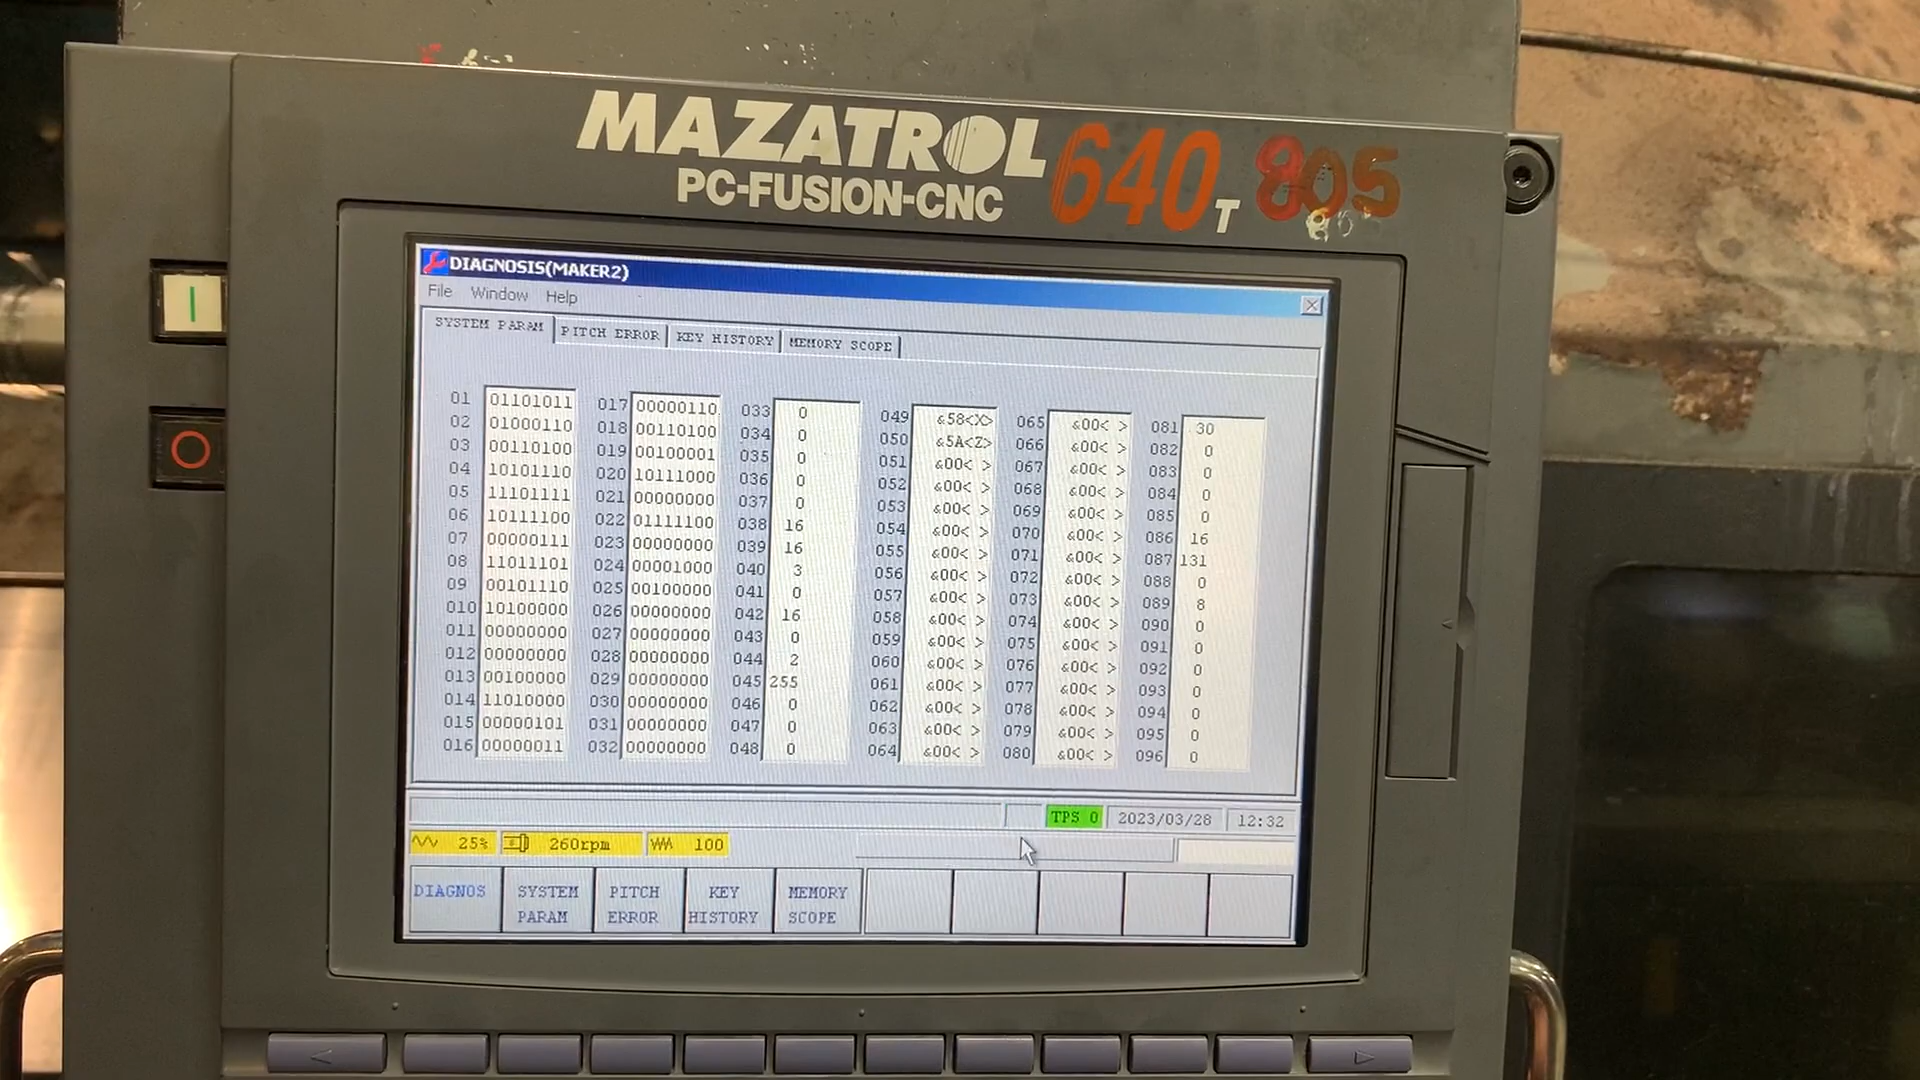 MAZATROL 640T 805
PC-FUSION-CNC
DIAGNOSIS(MAKER2)
File Window Help
SYSTEM PARAM PITCH ERROR KEY HISTORY MEMORY SCOPE
01 01101011 017 00000110 033 0 049 &58<X> 065 &00< > 081 30
02 01000110 018 00110100 034 0 050 &5A<Z> 066 &00< > 082 0
03 00110100 019 00100001 035 0 051 &00< > 067 &00< > 083 0
04 10101110 020 10111000 036 0 052 &00< > 068 &00< > 084 0
05 11101111 021 00000000 037 0 053 &00< > 069 &00< > 085 0
06 10111100 022 01111100 038 16 054 &00< > 070 &00< > 086 16
07 00000111 023 00000000 039 16 055 &00< > 071 &00< > 087 131
08 11011101 024 00001000 040 3 056 &00< > 072 &00< > 088 0
09 00101110 025 00100000 041 0 057 &00< > 073 &00< > 089 8
010 10100000 026 00000000 042 16 058 &00< > 074 &00< > 090 0
011 00000000 027 00000000 043 0 059 &00< > 075 &00< > 091 0
012 00000000 028 00000000 044 2 060 &00< > 076 &00< > 092 0
013 00100000 029 00000000 045 255 061 &00< > 077 &00< > 093 0
014 11010000 030 00000000 046 0 062 &00< > 078 &00< > 094 0
015 00000101 031 00000000 047 0 063 &00< > 079 &00< > 095 0
016 00000011 032 00000000 048 0 064 &00< > 080 &00< > 096 0
TPS 0 2023/03/28 12:32
25% 260rpm 100
DIAGNOS SYSTEM PARAM PITCH ERROR KEY HISTORY MEMORY SCOPE